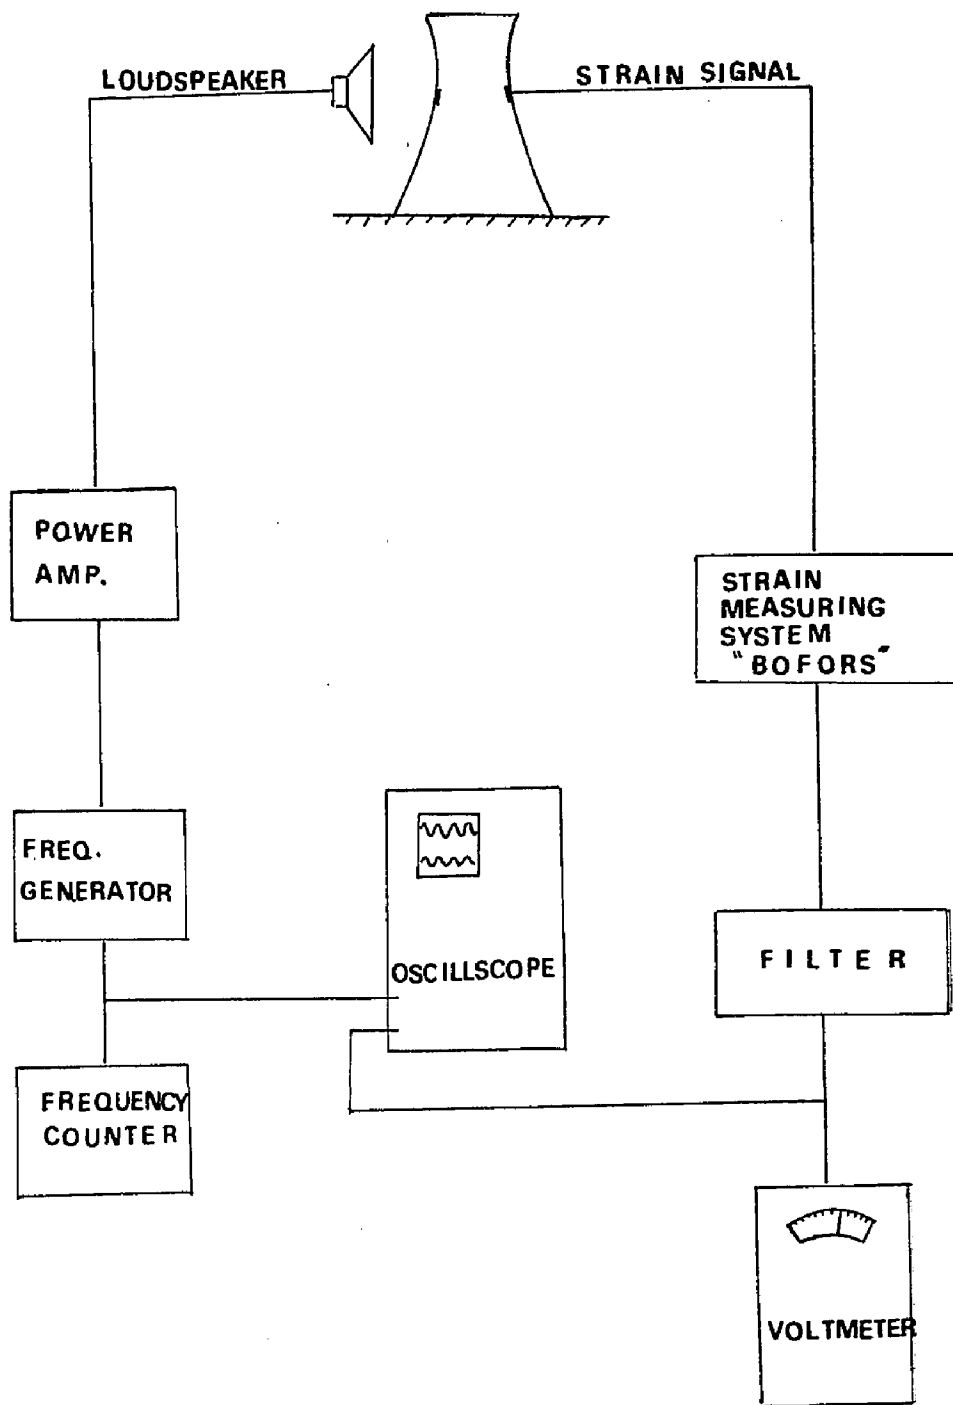 LOUDSPEAKER
STRAIN SIGNAL
POWER
AMP.
STRAIN
MEASURING
SYSTEM
"BOFORS"
FREQ.
GENERATOR
OSCILLSCOPE
FILTER
FREQUENCY
COUNTER
VOLTMETER